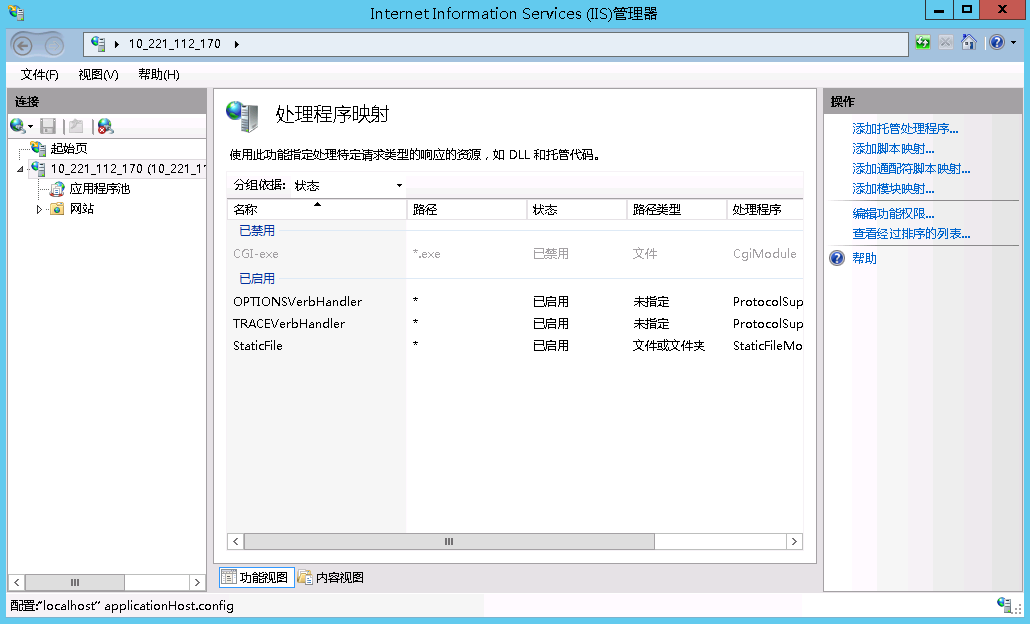 Internet Information Services (IIS)管理器
10_221_112_170
文件(F) 视图(V) 帮助(H)
连接
起始页
10_221_112_170 (10_221_11
应用程序池
网站
处理程序映射
使用此功能指定处理特定请求类型的响应的资源，如 DLL 和托管代码。
分组依据: 状态
名称 路径 状态 路径类型 处理程序
已禁用
CGI-exe *.exe 已禁用 文件 CgiModule
已启用
OPTIONSVerbHandler * 已启用 未指定 ProtocolSup
TRACEVerbHandler * 已启用 未指定 ProtocolSup
StaticFile * 已启用 文件或文件夹 StaticFileMo
功能视图 内容视图
操作
添加托管处理程序...
添加脚本映射...
添加通配符脚本映射...
添加模块映射...
编辑功能权限...
查看经过排序的列表...
帮助
配置:"localhost" applicationHost.config